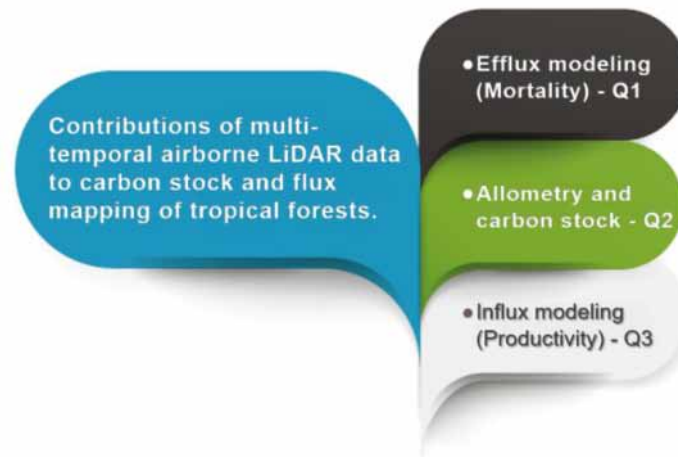 Contributions of multi-
temporal airborne LiDAR data
to carbon stock and flux
mapping of tropical forests.
•Efflux modeling
(Mortality) - Q1
•Allometry and
carbon stock - Q2
•Influx modeling
(Productivity) - Q3